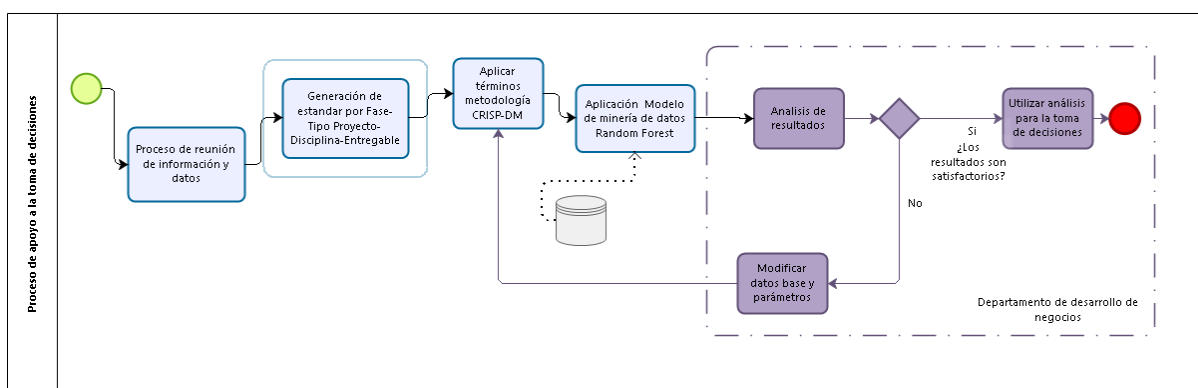 Proceso de apoyo a la toma de decisiones
Proceso de reunión
de información y
datos
Generación de
estandar por Fase-
Tipo Proyecto-
Disciplina-Entregable
Aplicar
términos
metodología
CRISP-DM
Aplicación Modelo
de minería de datos
Random Forest
Analisis de
resultados
Si
¿Los
resultados son
satisfactorios?
Utilizar análisis
para la toma
de decisiones
No
Modificar
datos base y
parámetros
Departamento de desarrollo de
negocios